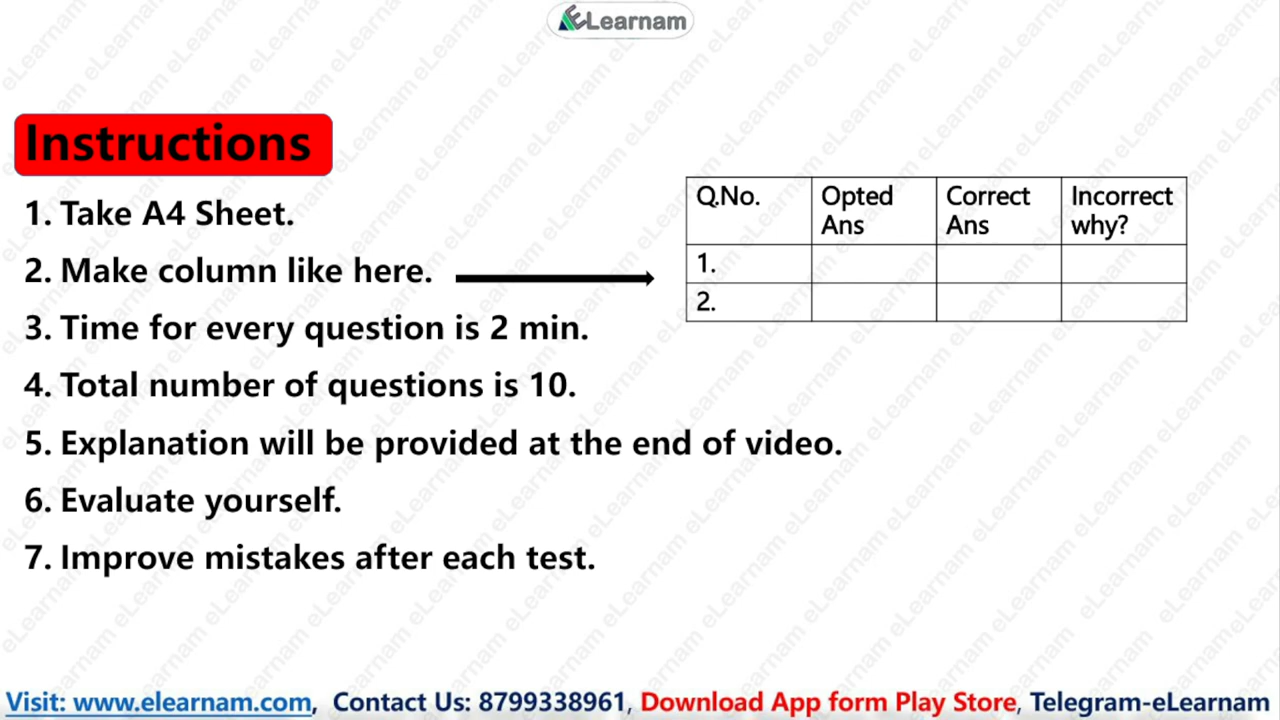 ELearnam
Instructions
1. Take A4 Sheet.
2. Make column like here.
3. Time for every question is 2 min.
4. Total number of questions is 10.
5. Explanation will be provided at the end of video.
6. Evaluate yourself.
7. Improve mistakes after each test.
Q.No. Opted Ans Correct Ans Incorrect why?
1.
2.
Visit: www.elearnam.com, Contact Us: 8799338961, Download App form Play Store, Telegram-eLearnam